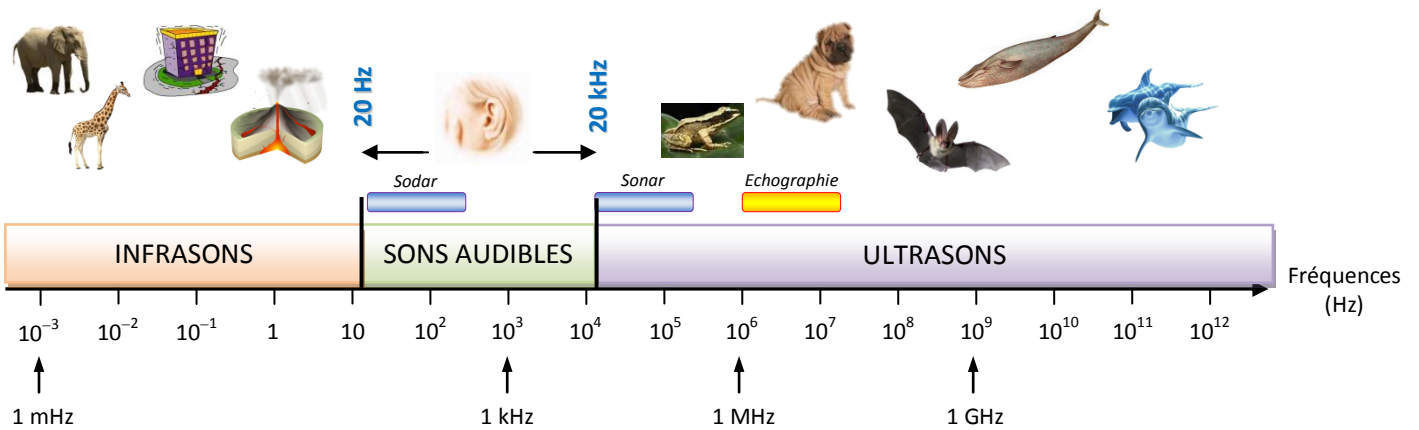 20 Hz
20 kHz
Sodar
Sonar
Echographie
INFRASONS
SONS AUDIBLES
ULTRASONS
Fréquences
(Hz)
10⁻³ 10⁻² 10⁻¹ 1 10 10² 10³ 10⁴ 10⁵ 10⁶ 10⁷ 10⁸ 10⁹ 10¹⁰ 10¹¹ 10¹²
1 mHz 1 kHz 1 MHz 1 GHz